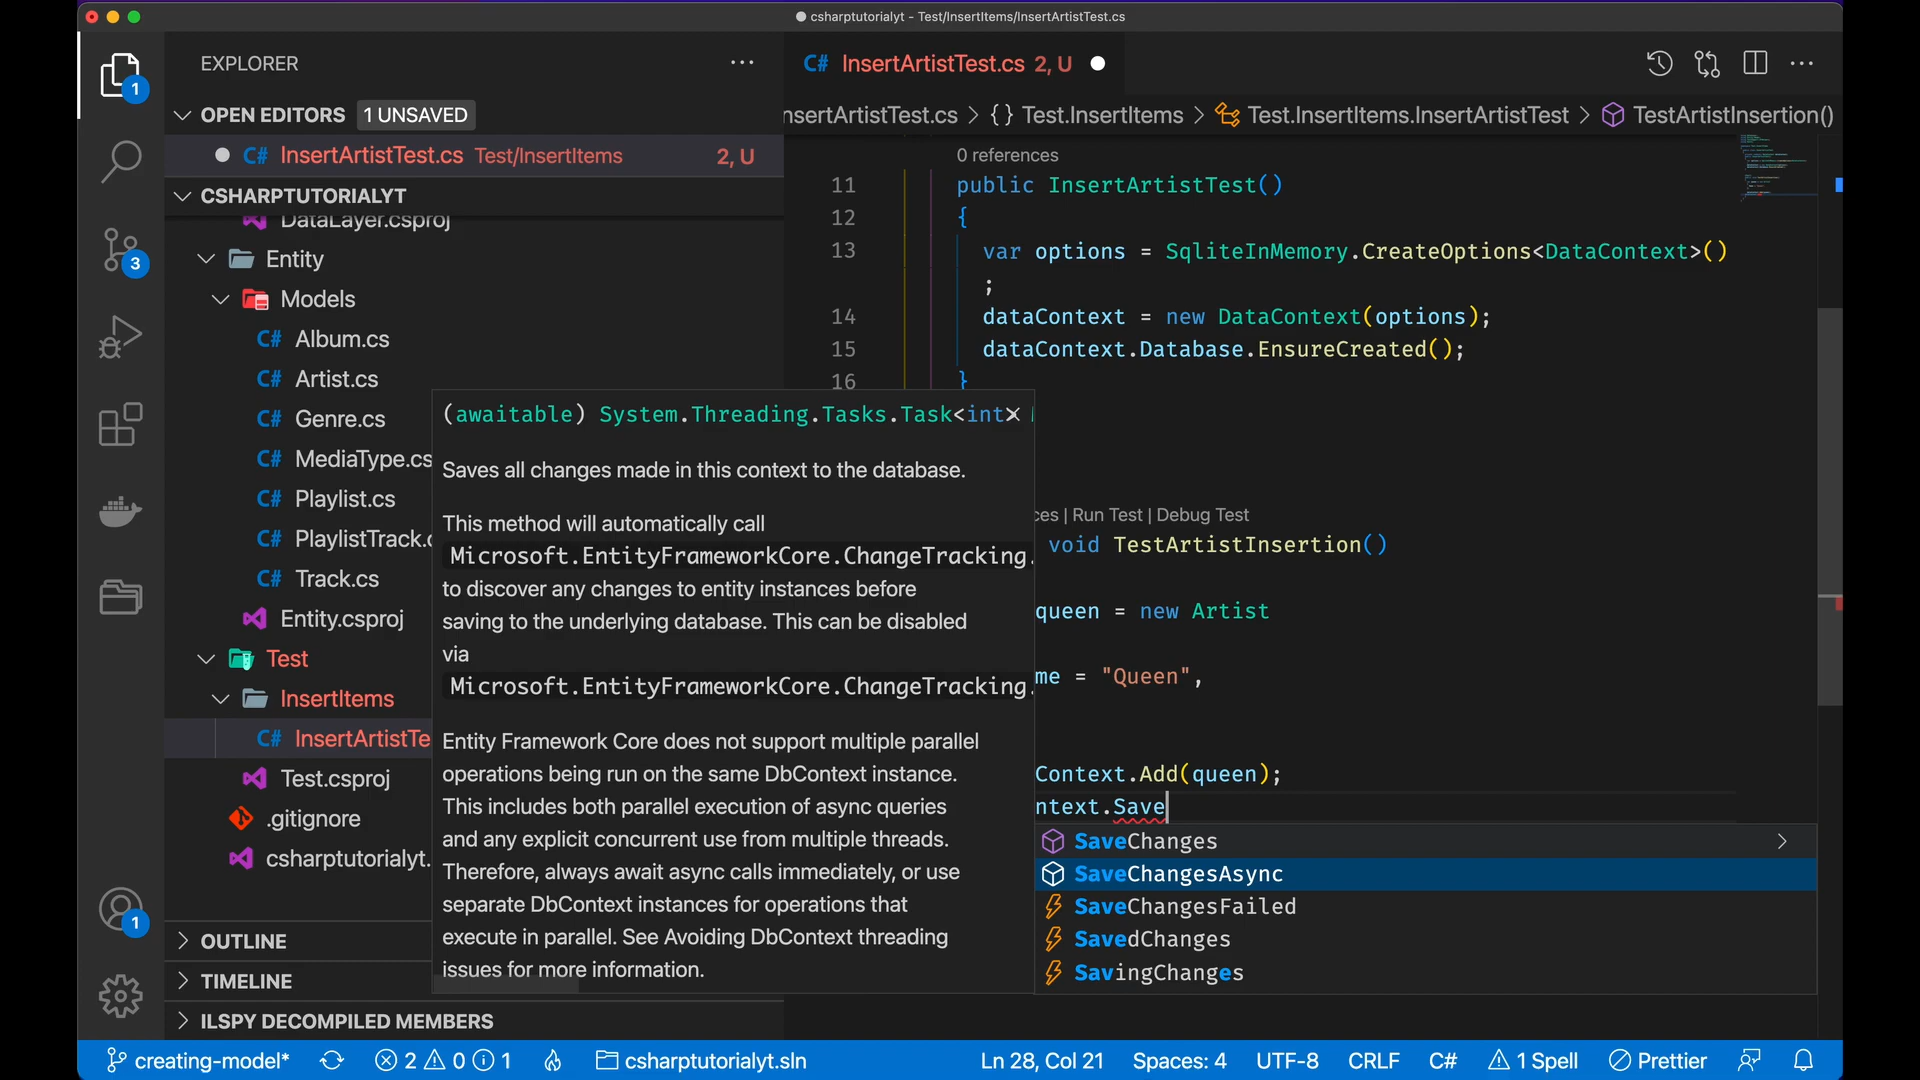 csharptutorialyt - Test/InsertItems/InsertArtistTest.cs
EXPLORER
OPEN EDITORS 1 UNSAVED
C# InsertArtistTest.cs Test/InsertItems 2, U
CSHARPTUTORIALYT
DataLayer.csproj
Entity
Models
C# Album.cs
C# Artist.cs
C# Genre.cs
C# MediaType.cs
C# Playlist.cs
C# PlaylistTrack.c
C# Track.cs
Entity.csproj
Test
InsertItems
C# InsertArtistTe
Test.csproj
.gitignore
csharptutorialyt.
OUTLINE
TIMELINE
ILSPY DECOMPILED MEMBERS
1
3
1
C# InsertArtistTest.cs 2, U
nsertArtistTest.cs > {} Test.InsertItems > Test.InsertItems.InsertArtistTest > TestArtistInsertion()
0 references
11 public InsertArtistTest()
12 {
13 var options = SqliteInMemory.CreateOptions<DataContext>()
;
14 dataContext = new DataContext(options);
15 dataContext.Database.EnsureCreated();
16 }
ces | Run Test | Debug Test
void TestArtistInsertion()
queen = new Artist
me = "Queen",
Context.Add(queen);
ntext.Save
(awaitable) System.Threading.Tasks.Task<int>
Saves all changes made in this context to the database.
This method will automatically call
Microsoft.EntityFrameworkCore.ChangeTracking.
to discover any changes to entity instances before
saving to the underlying database. This can be disabled
via
Microsoft.EntityFrameworkCore.ChangeTracking.
Entity Framework Core does not support multiple parallel
operations being run on the same DbContext instance.
This includes both parallel execution of async queries
and any explicit concurrent use from multiple threads.
Therefore, always await async calls immediately, or use
separate DbContext instances for operations that
execute in parallel. See Avoiding DbContext threading
issues for more information.
SaveChanges
SaveChangesAsync
SaveChangesFailed
SavedChanges
SavingChanges
creating-model* 2 0 1 csharptutorialyt.sln Ln 28, Col 21 Spaces: 4 UTF-8 CRLF C# 1 Spell Prettier